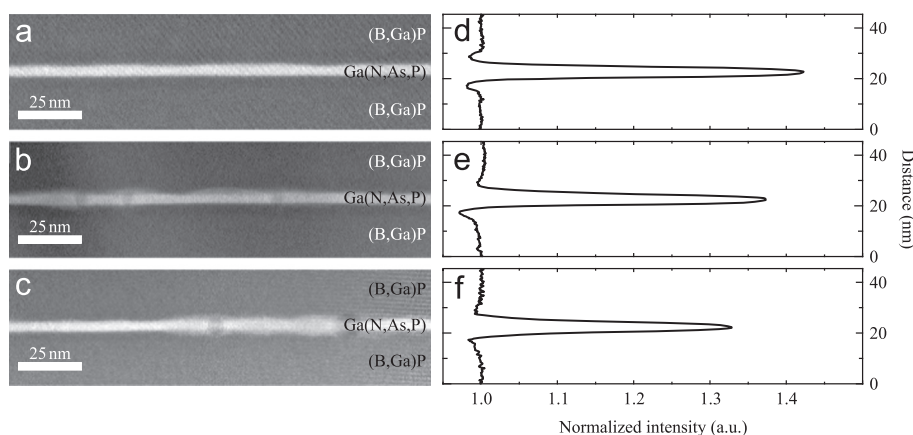 a
(B,Ga)P
Ga(N,As,P)
25 nm
(B,Ga)P
b
(B,Ga)P
Ga(N,As,P)
25 nm
(B,Ga)P
c
(B,Ga)P
Ga(N,As,P)
25 nm
(B,Ga)P
d
40
20
0
e
40
20
0
f
40
20
0
Distance (nm)
1.0 1.1 1.2 1.3 1.4
Normalized intensity (a.u.)